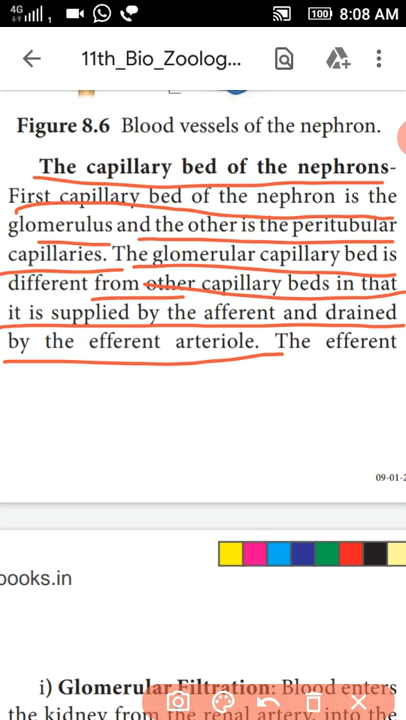 4G 1 100 8:08 AM
11th_Bio_Zoolog...
Figure 8.6 Blood vessels of the nephron.
The capillary bed of the nephrons-
First capillary bed of the nephron is the
glomerulus and the other is the peritubular
capillaries. The glomerular capillary bed is
different from other capillary beds in that
it is supplied by the afferent and drained
by the efferent arteriole. The efferent
09-01-2
ooks.in
i) Glomerular Filtration: Blood enters
the kidney from the renal artery, into the